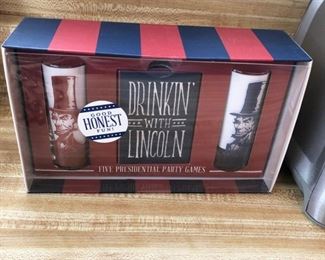 GOOD
HONEST
FUN!
DRINKIN'
WITH
LINCOLN
FIVE PRESIDENTIAL PARTY GAMES